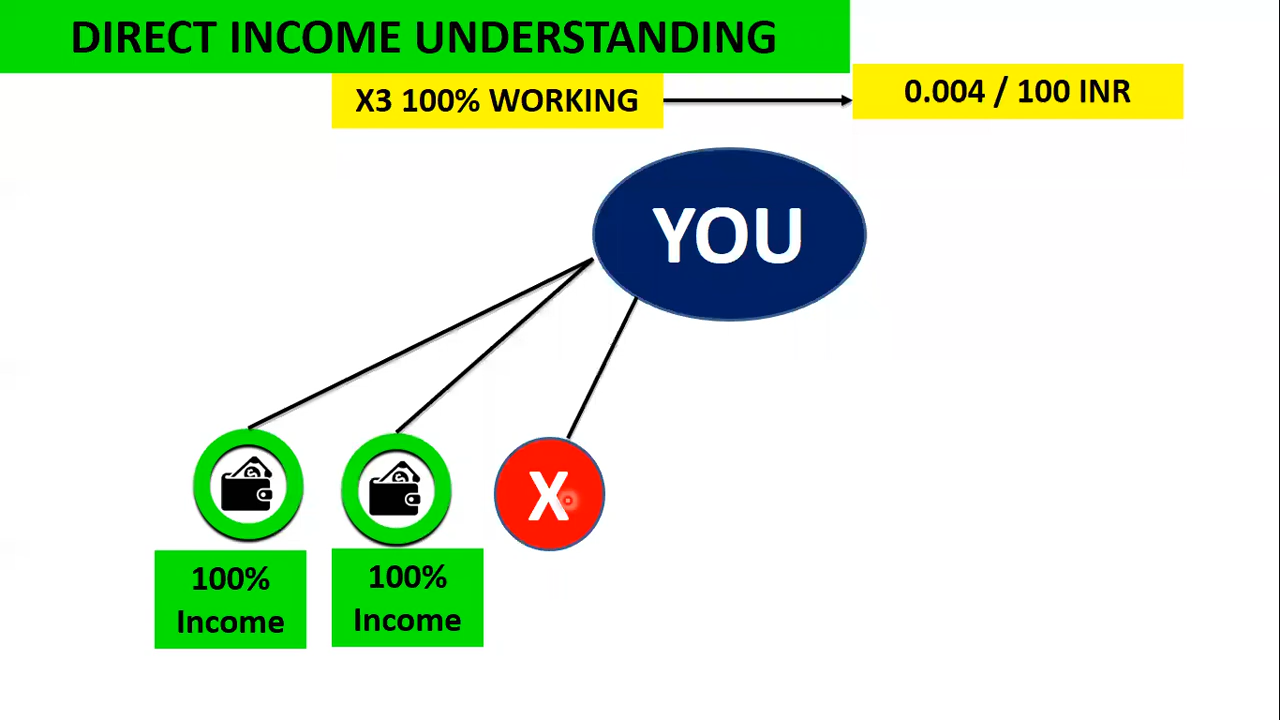 DIRECT INCOME UNDERSTANDING
X3 100% WORKING
0.004 / 100 INR
YOU
X
100%
Income
100%
Income